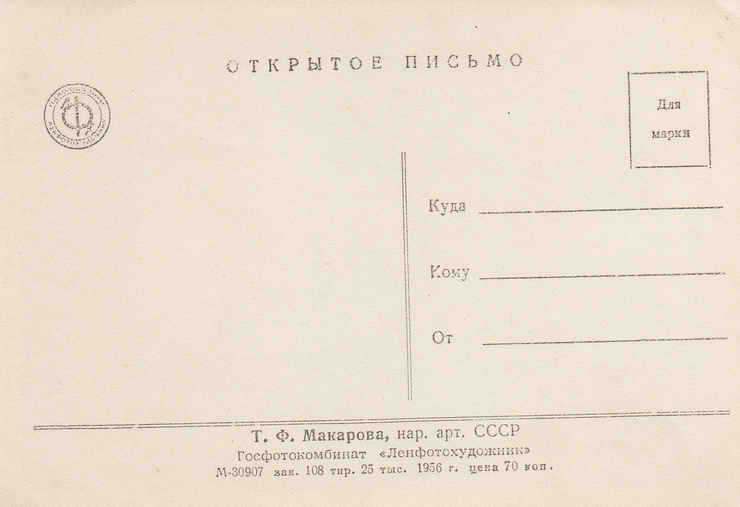 ОТКРЫТОЕ ПИСЬМО
Для
марки
Куда
Кому
От
Т. Ф. Макарова, нар. арт. СССР
Госфотокомбинат «Ленфотохудожник»
М-30907 зак. 108 тир. 25 тыс. 1956 г. цена 70 коп.